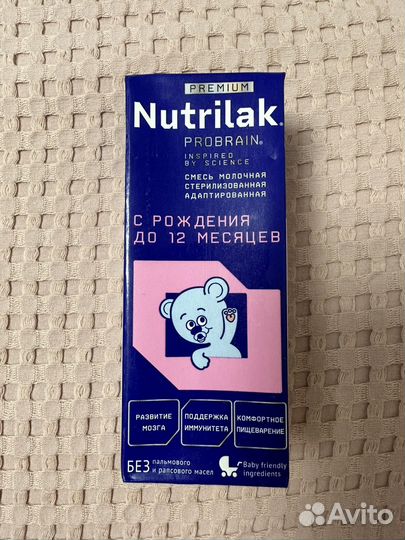 PREMIUM
Nutrilak®
PROBRAIN®
INSPIRED
BY SCIENCE
СМЕСЬ МОЛОЧНАЯ
СТЕРИЛИЗОВАННАЯ
АДАПТИРОВАННАЯ
С РОЖДЕНИЯ
ДО 12 МЕСЯЦЕВ
РАЗВИТИЕ
МОЗГА
ПОДДЕРЖКА
ИММУНИТЕТА
КОМФОРТНОЕ
ПИЩЕВАРЕНИЕ
БЕЗ пальмового
и рапсового масел
Baby friendly
ingredients
Avito